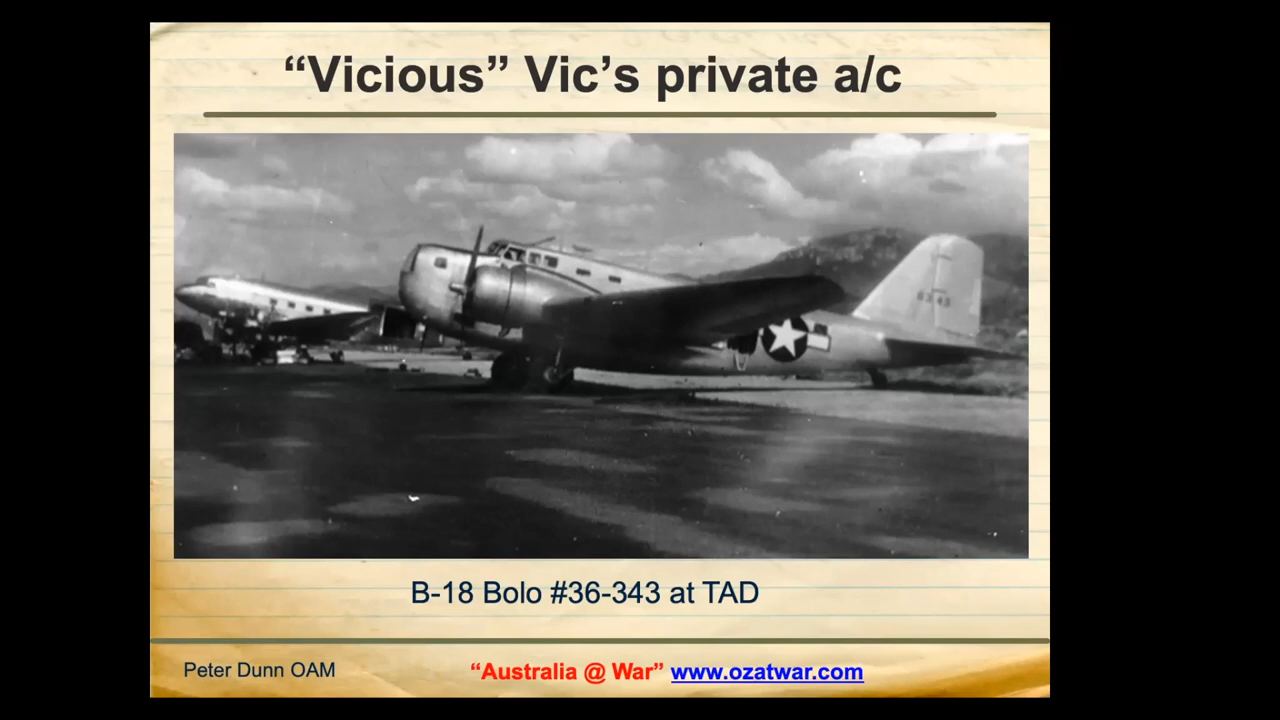 “Vicious” Vic’s private a/c
B-18 Bolo #36-343 at TAD
Peter Dunn OAM
“Australia @ War” www.ozatwar.com